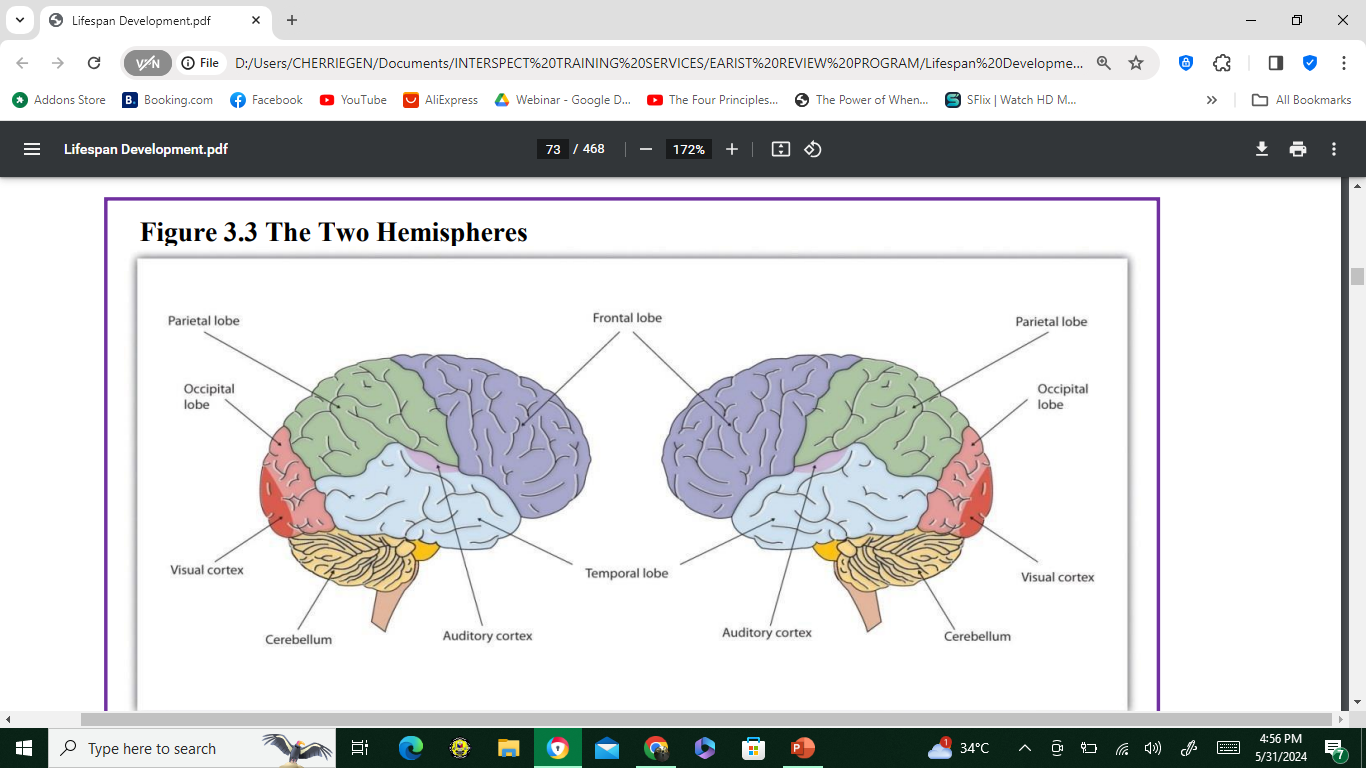 Lifespan Development.pdf
File
D:/Users/CHERRIEGEN/Documents/INTERSPECT%20TRAINING%20SERVICES/EARIST%20REVIEW%20PROGRAM/Lifespan%20Developme...
Addons Store
B. Booking.com
Facebook
YouTube
AliExpress
Webinar - Google D...
The Four Principles...
The Power of When...
SFlix | Watch HD M...
»
All Bookmarks
Lifespan Development.pdf
73 / 468
172%
Figure 3.3 The Two Hemispheres
Parietal lobe
Frontal lobe
Parietal lobe
Occipital
lobe
Occipital
lobe
Visual cortex
Temporal lobe
Visual cortex
Cerebellum
Auditory cortex
Auditory cortex
Cerebellum
Type here to search
1
34°C
4:56 PM
5/31/2024
7